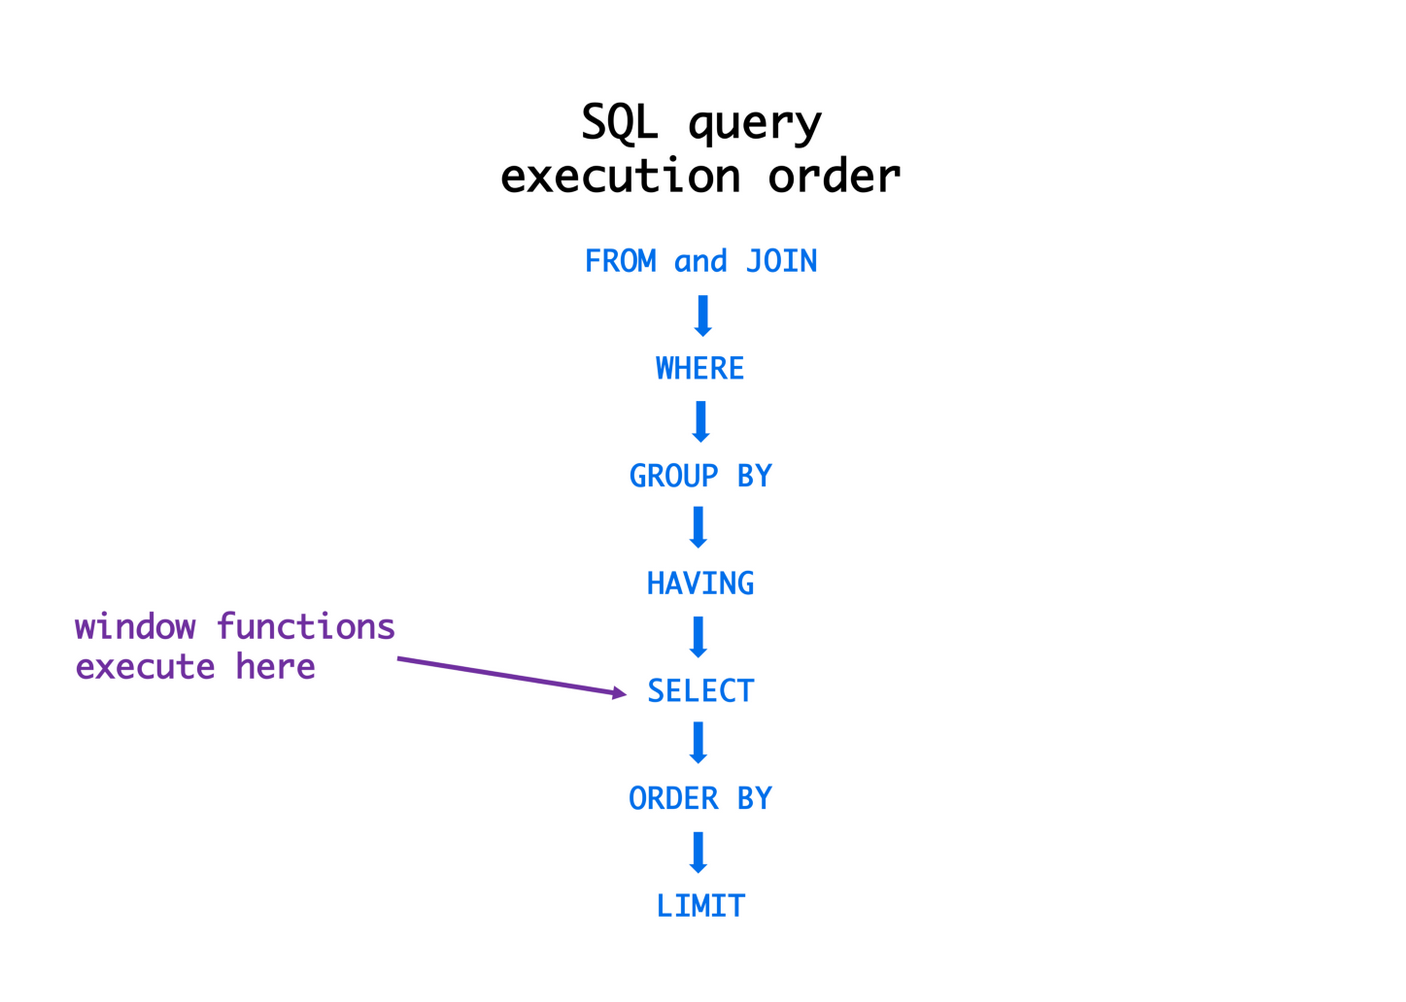 SQL query
execution order
FROM and JOIN
WHERE
GROUP BY
HAVING
window functions
execute here
SELECT
ORDER BY
LIMIT